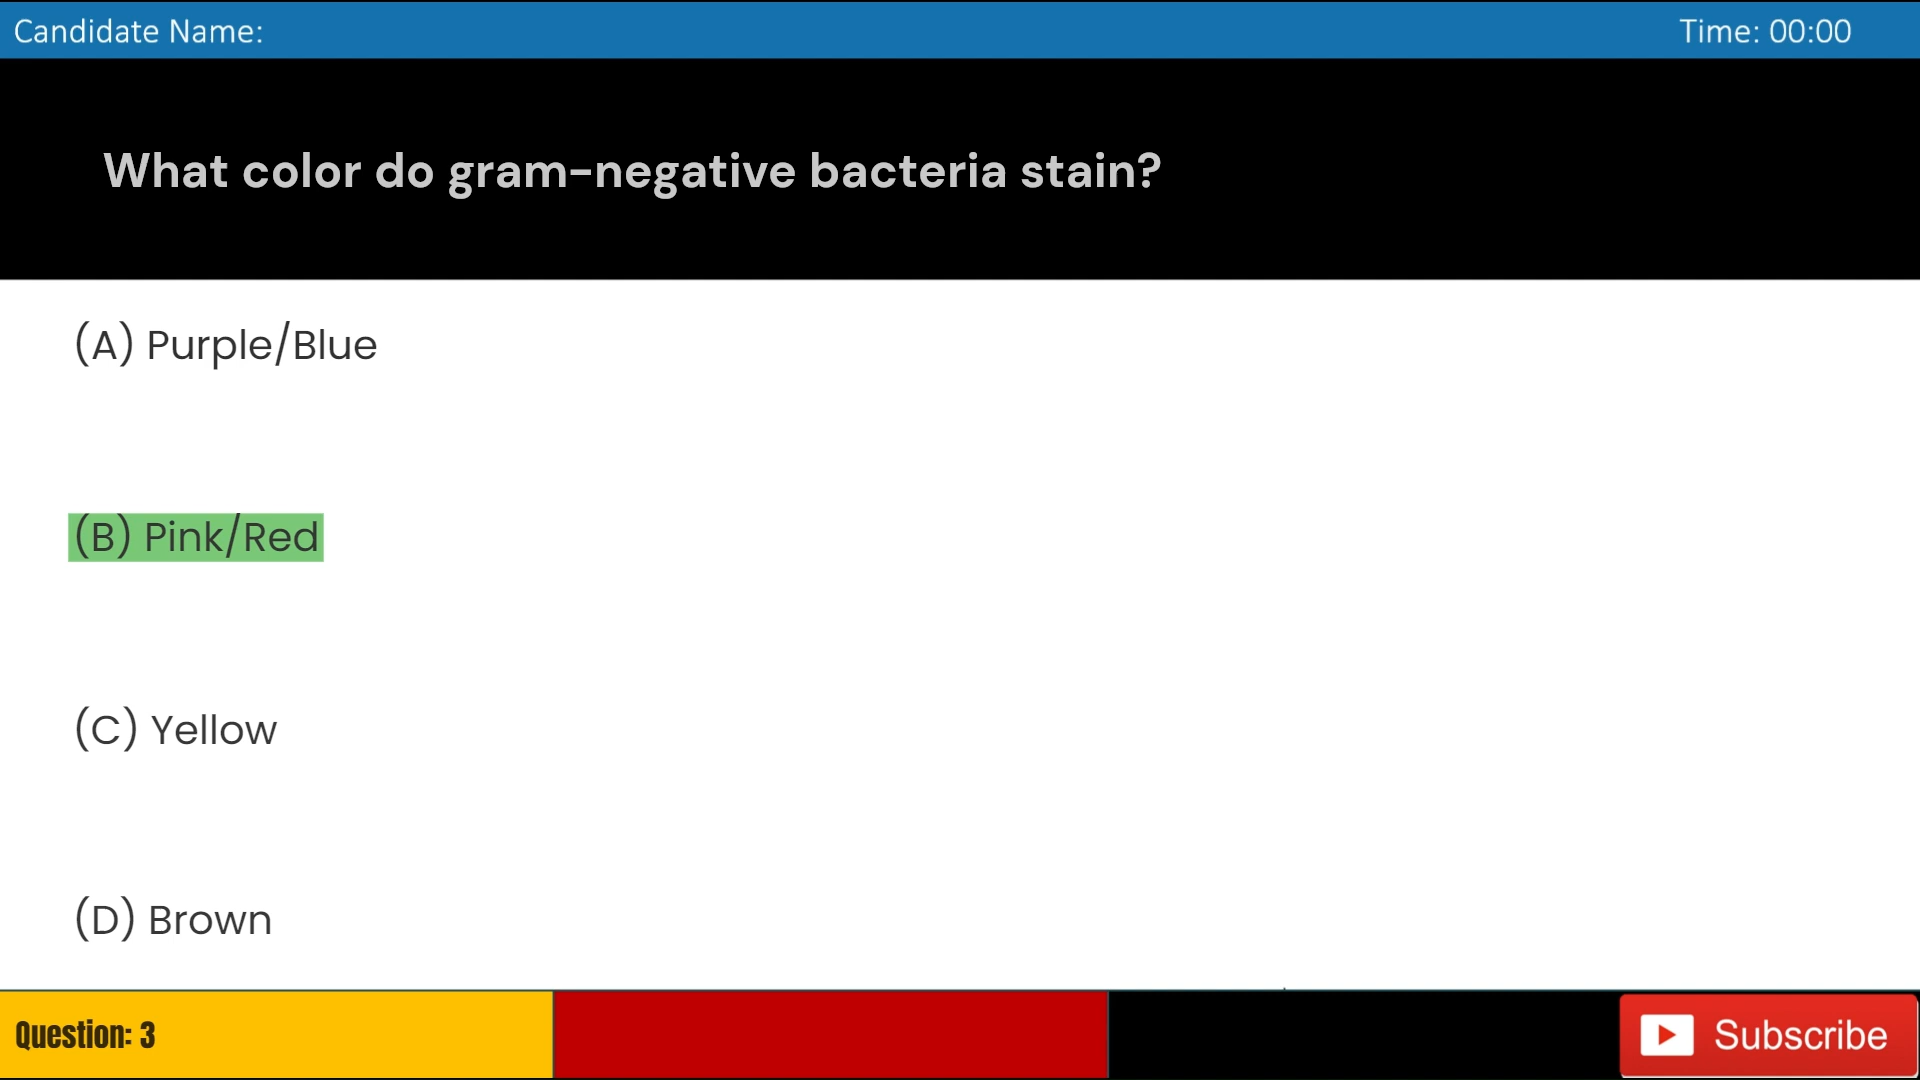 Candidate Name:
Time: 00:00
What color do gram-negative bacteria stain?
(A) Purple/Blue
(B) Pink/Red
(C) Yellow
(D) Brown
Question: 3
Subscribe